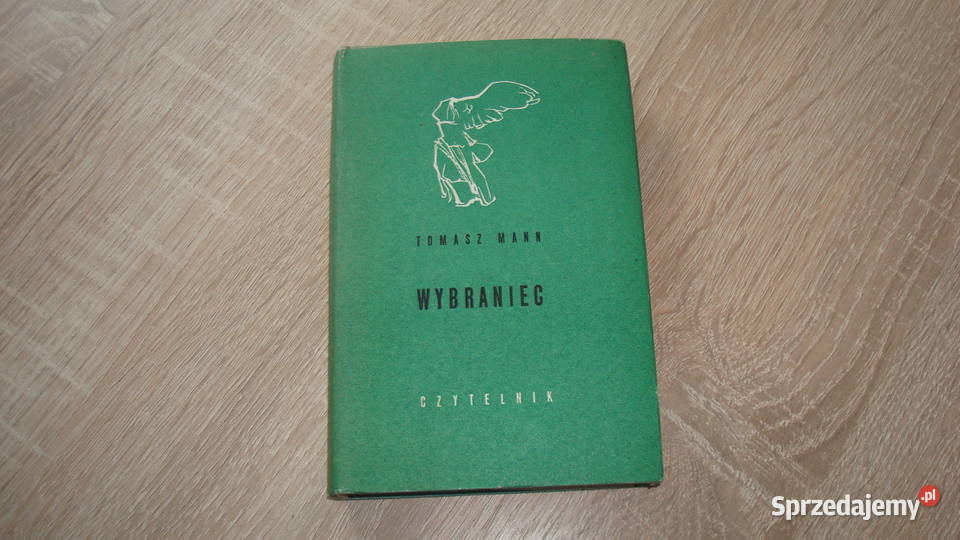 TOMASZ MANN
WYBRANIEC
CZYTELNIK
Sprzedajemy.pl